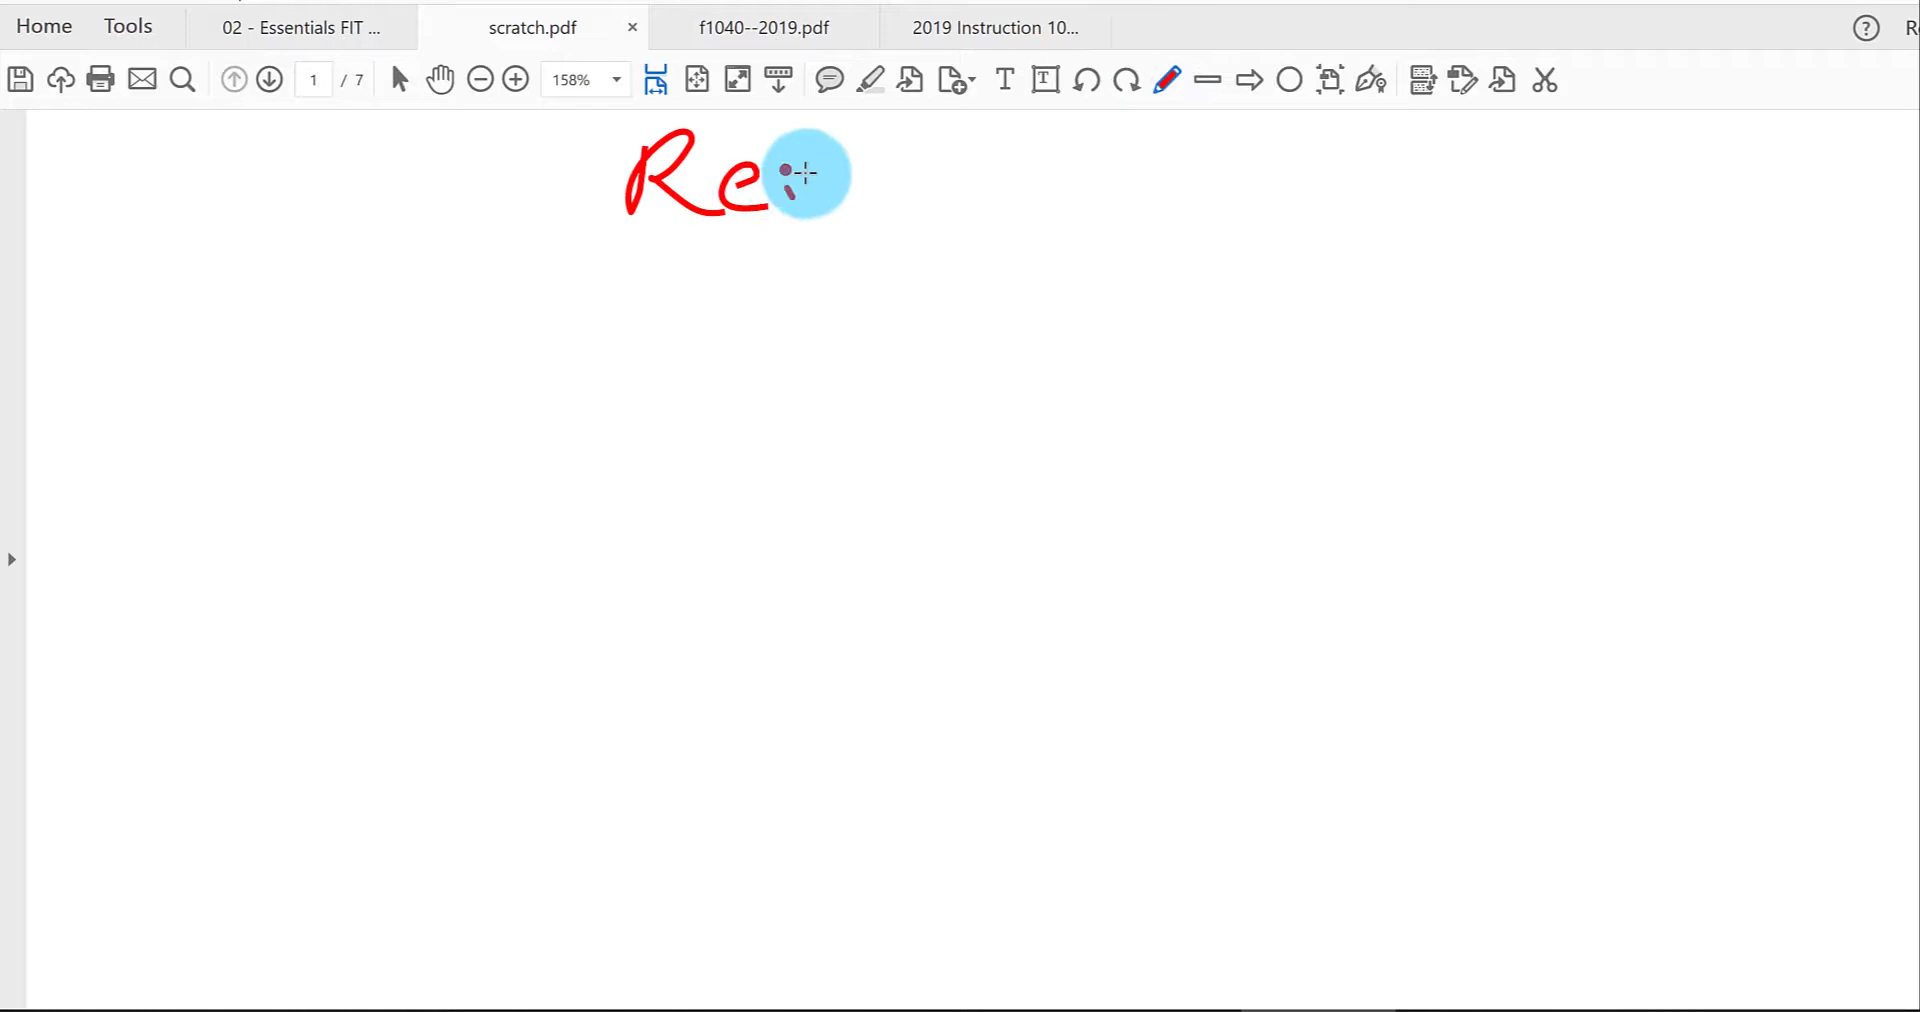 Home Tools 02 - Essentials FIT ... scratch.pdf × f1040--2019.pdf 2019 Instruction 10... ?
1 / 7 158% T T
Re